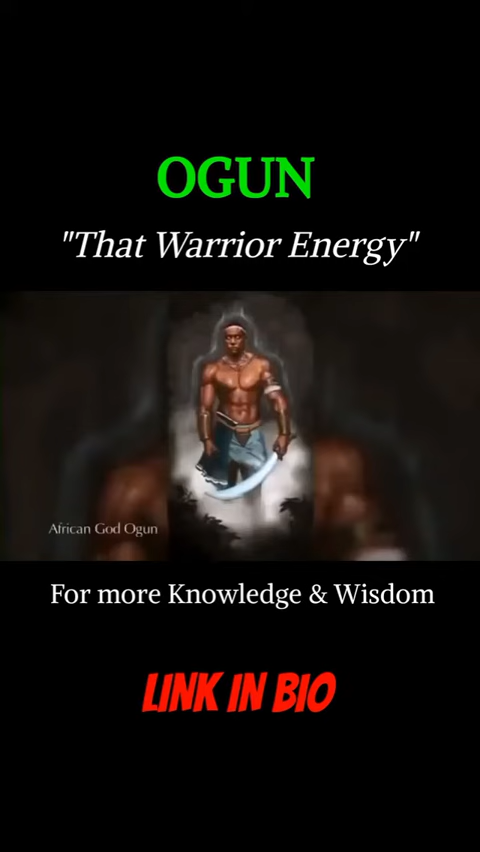 OGUN
"That Warrior Energy"
African God Ogun
For more Knowledge & Wisdom
LINK IN BIO